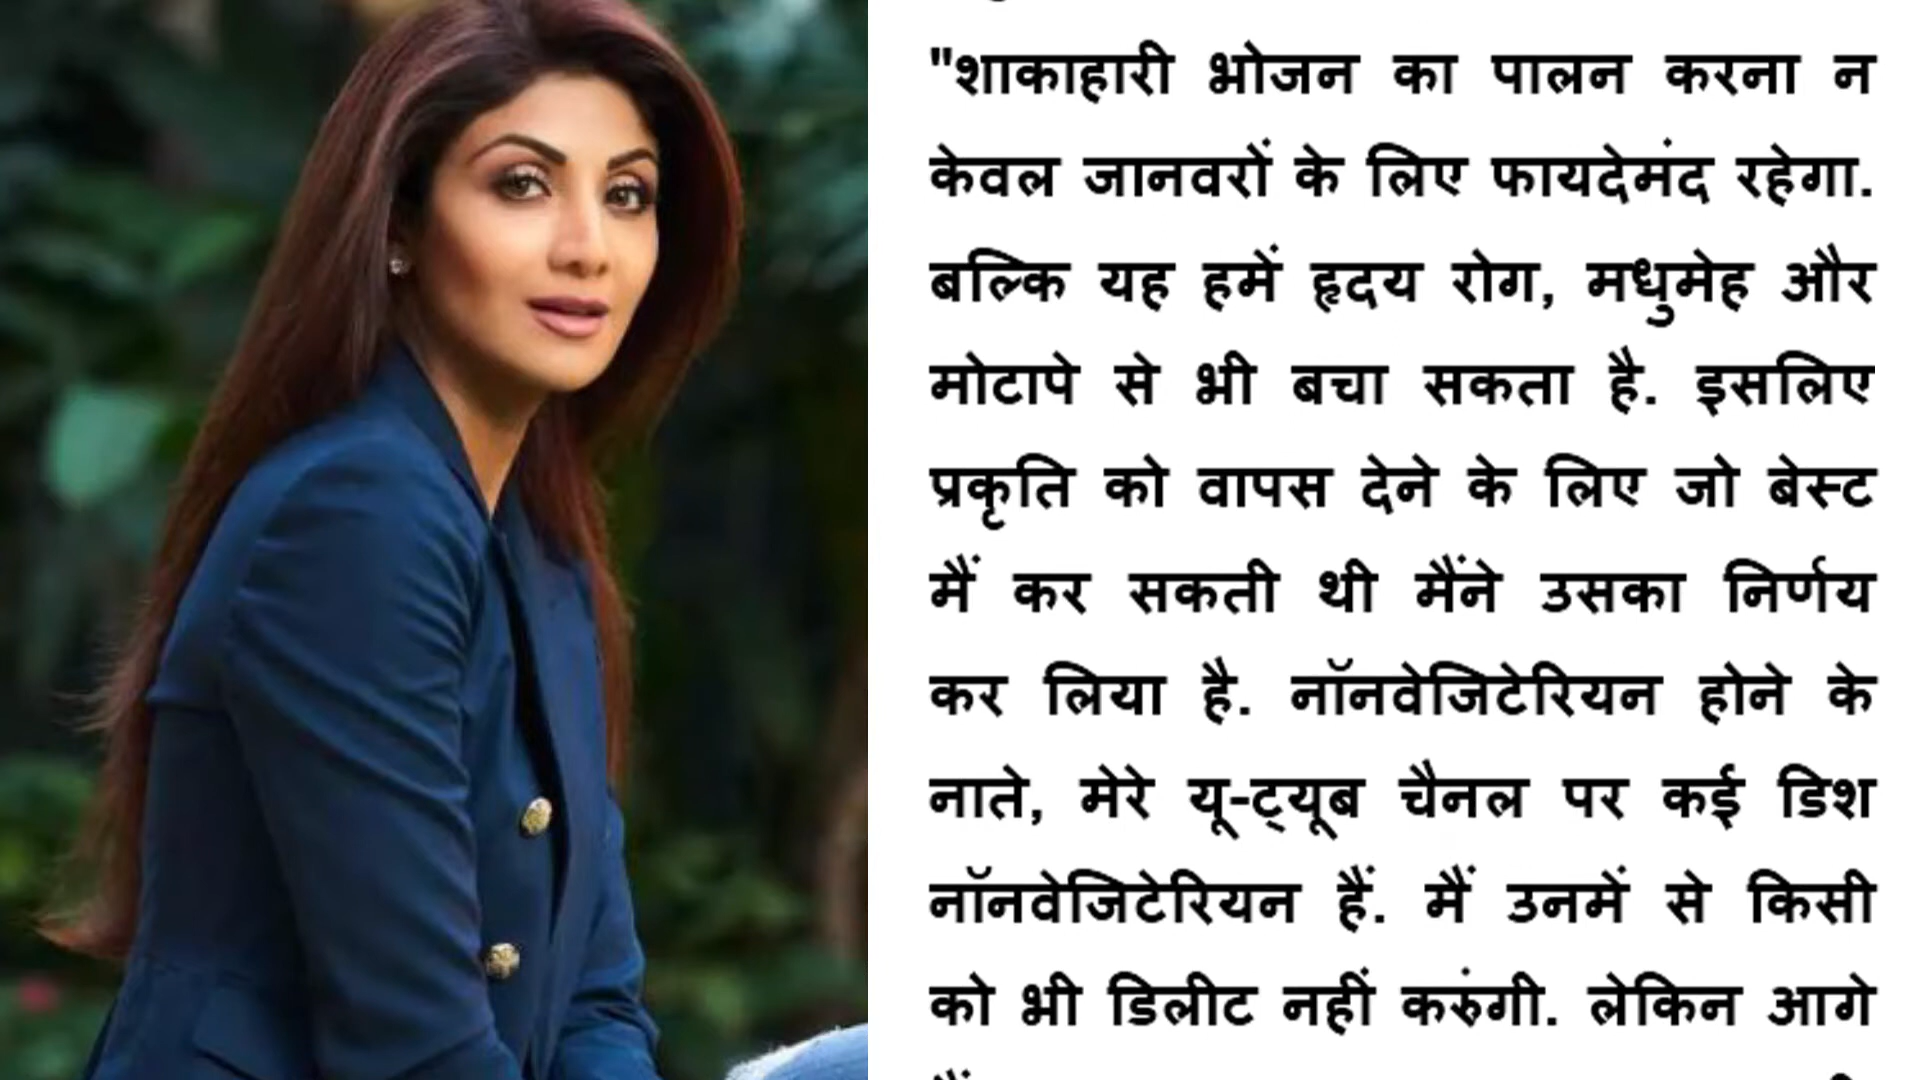 "शाकाहारी भोजन का पालन करना न
केवल जानवरों के लिए फायदेमंद रहेगा.
बल्कि यह हमें हृदय रोग, मधुमेह और
मोटापे से भी बचा सकता है. इसलिए
प्रकृति को वापस देने के लिए जो बेस्ट
मैं कर सकती थी मैंने उसका निर्णय
कर लिया है. नॉनवेजिटेरियन होने के
नाते, मेरे यू-ट्यूब चैनल पर कई डिश
नॉनवेजिटेरियन हैं. मैं उनमें से किसी
को भी डिलीट नहीं करुंगी. लेकिन आगे